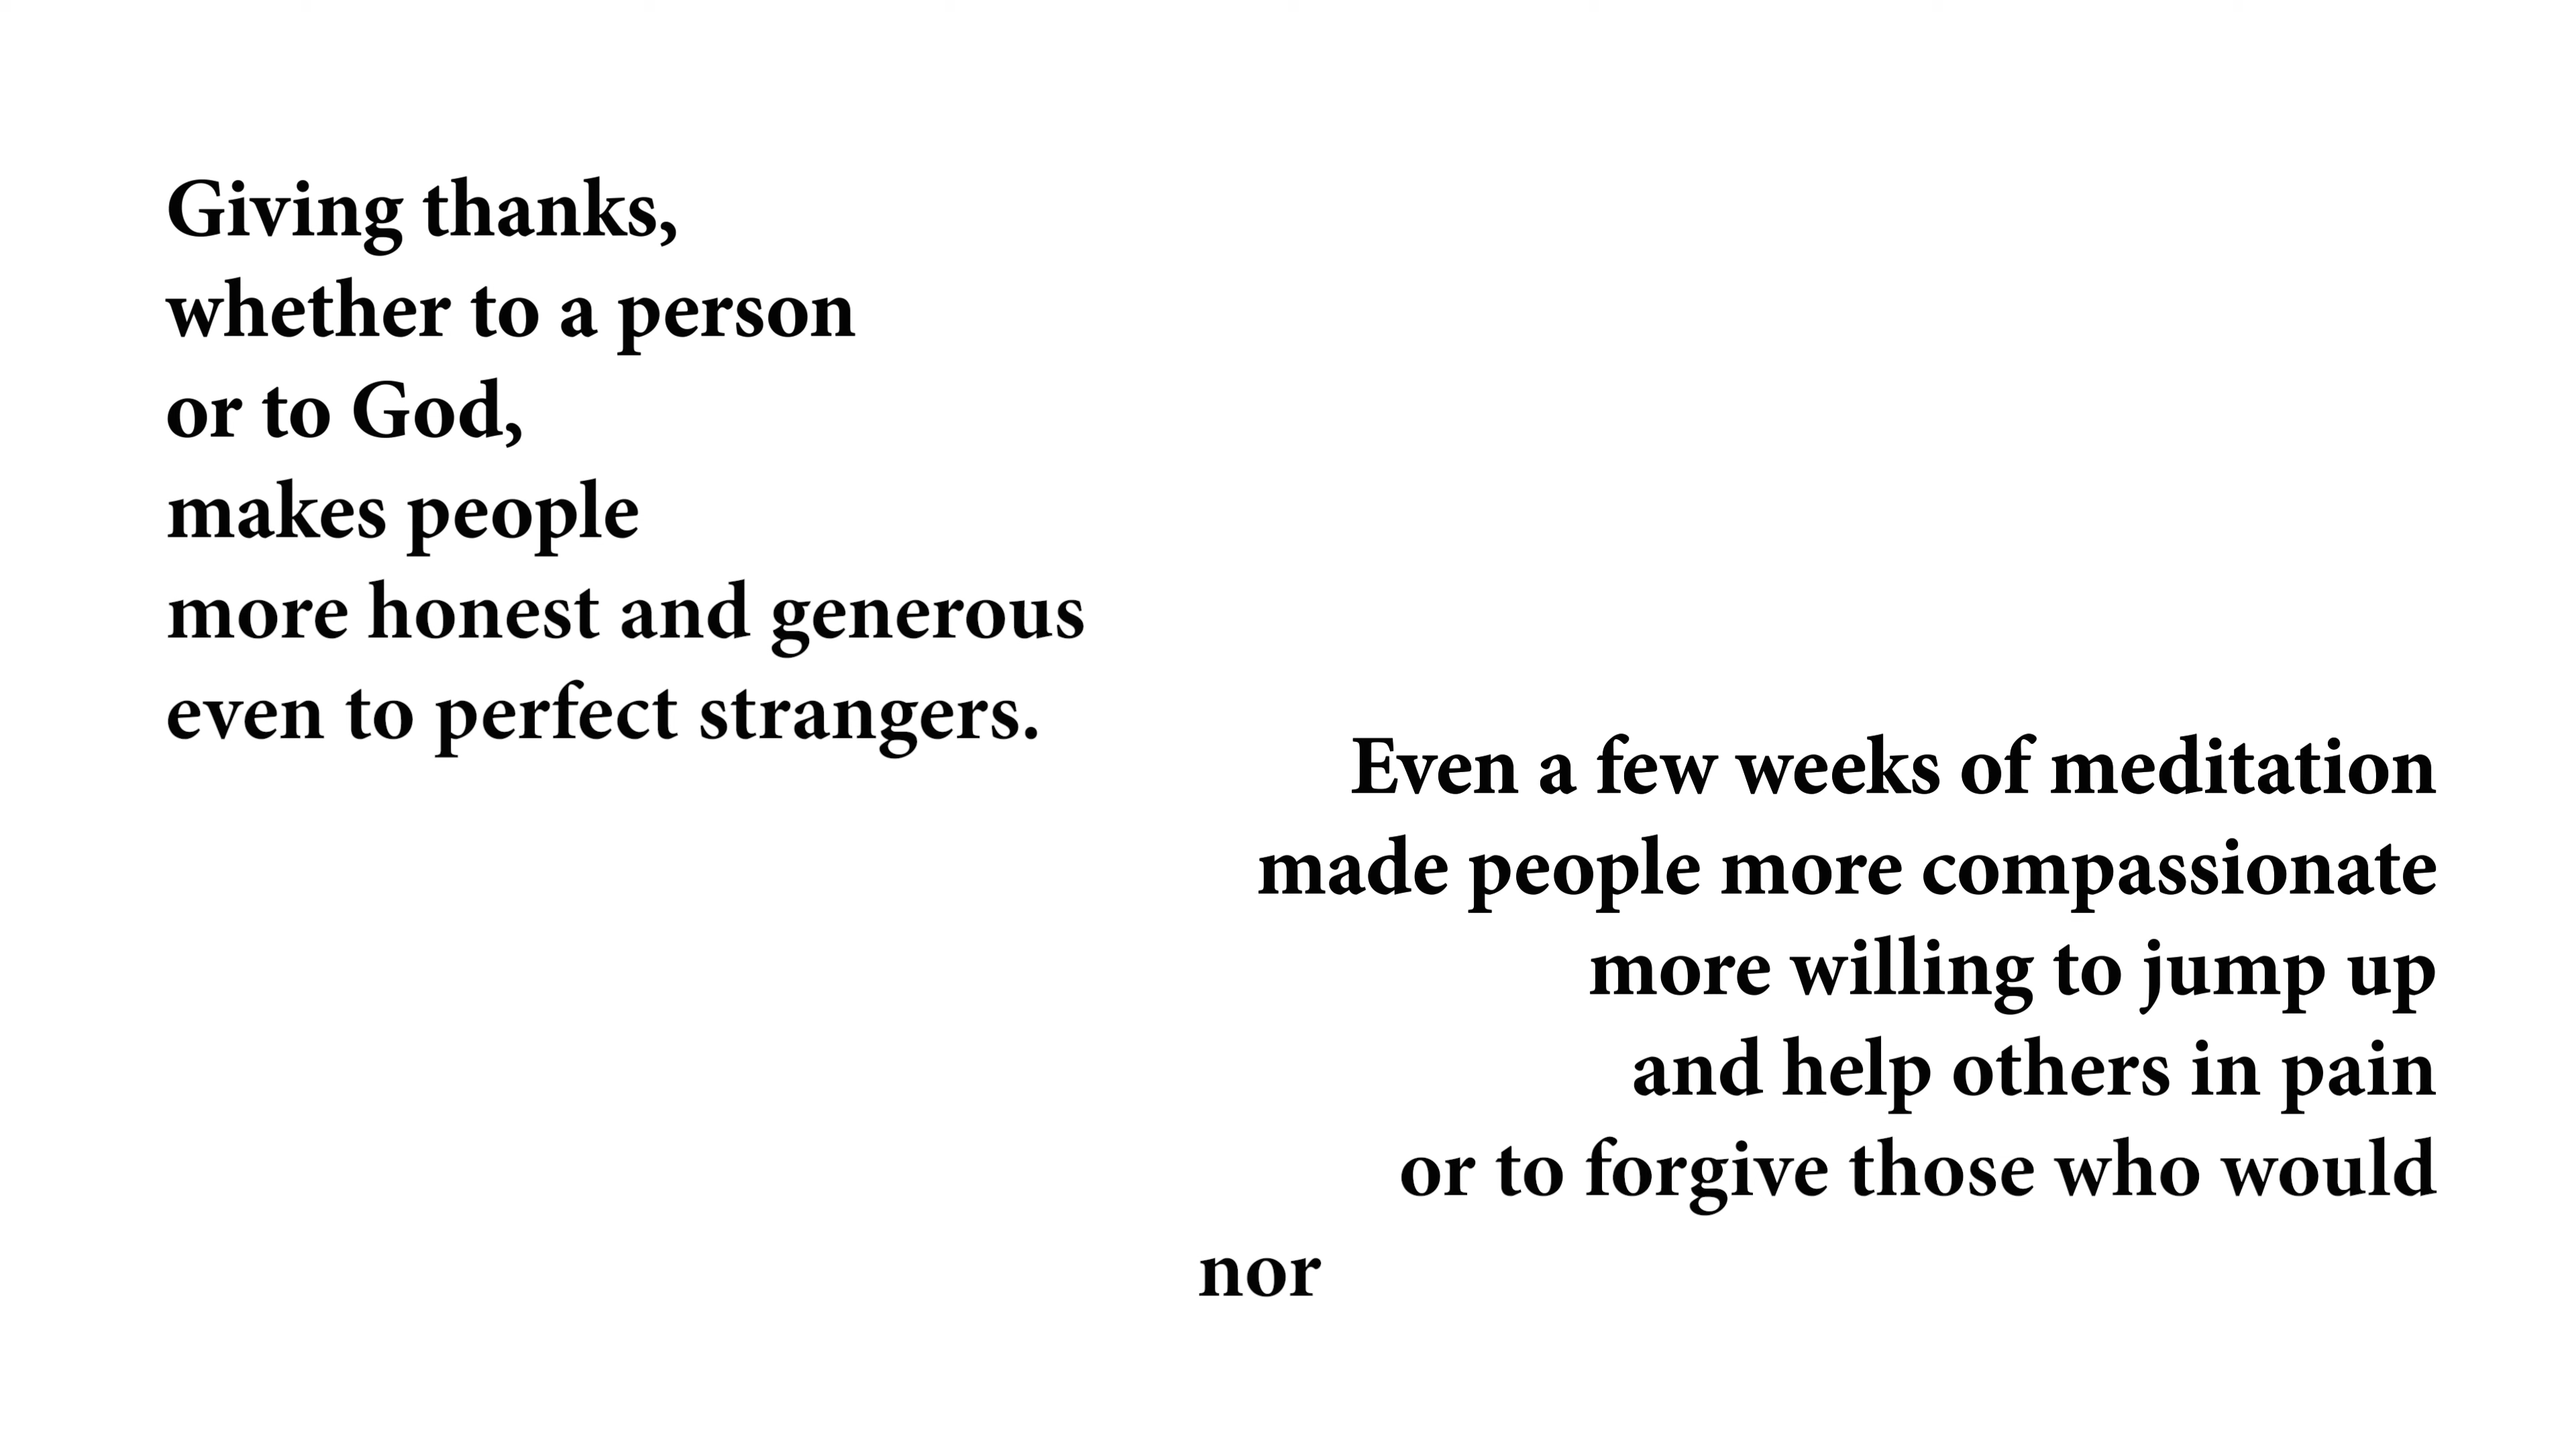 Giving thanks,
whether to a person
or to God,
makes people
more honest and generous
even to perfect strangers.
Even a few weeks of meditation
made people more compassionate
more willing to jump up
and help others in pain
or to forgive those who would
nor